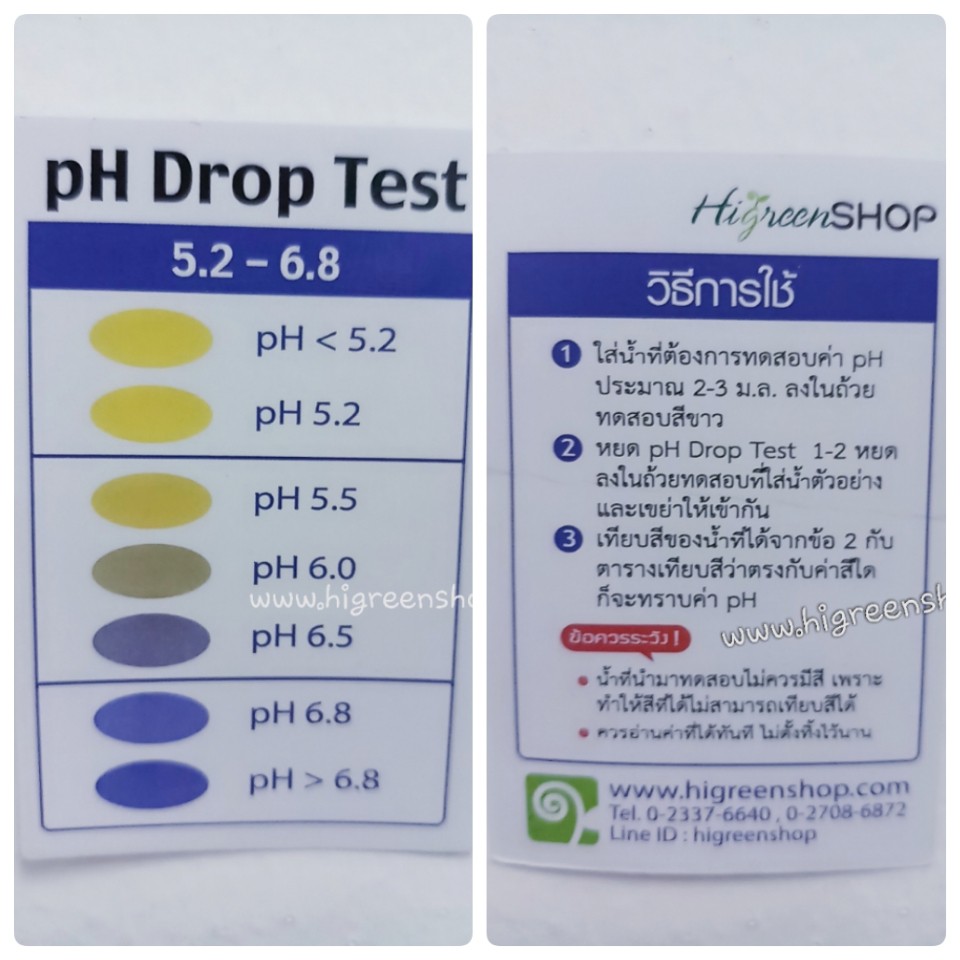 pH Drop Test
5.2 – 6.8
pH < 5.2
pH 5.2
pH 5.5
pH 6.0
www.higreensho
pH 6.5
pH 6.8
pH > 6.8
HigreenSHOP
วิธีการใช้
1 ใส่น้ำที่ต้องการทดสอบค่า pH
ประมาณ 2-3 ม.ล. ลงในถ้วย
ทดสอบสีขาว
2 หยด pH Drop Test 1-2 หยด
ลงในถ้วยทดสอบที่ใส่น้ำตัวอย่าง
และเขย่าให้เข้ากัน
3 เทียบสีของน้ำที่ได้จากข้อ 2 กับ
ตารางเทียบสีว่าตรงกับค่าสีใด
ก็จะทราบค่า pH
www.higreensh
ข้อควรระวัง !
• น้ำที่นำมาทดสอบไม่ควรมีสี เพราะ
ทำให้สีที่ได้ไม่สามารถเทียบสีได้
• ควรอ่านค่าที่ได้ทันที ไม่ตั้งทิ้งไว้นาน
www.higreenshop.com
Tel. 0-2337-6640 , 0-2708-6872
Line ID : higreenshop